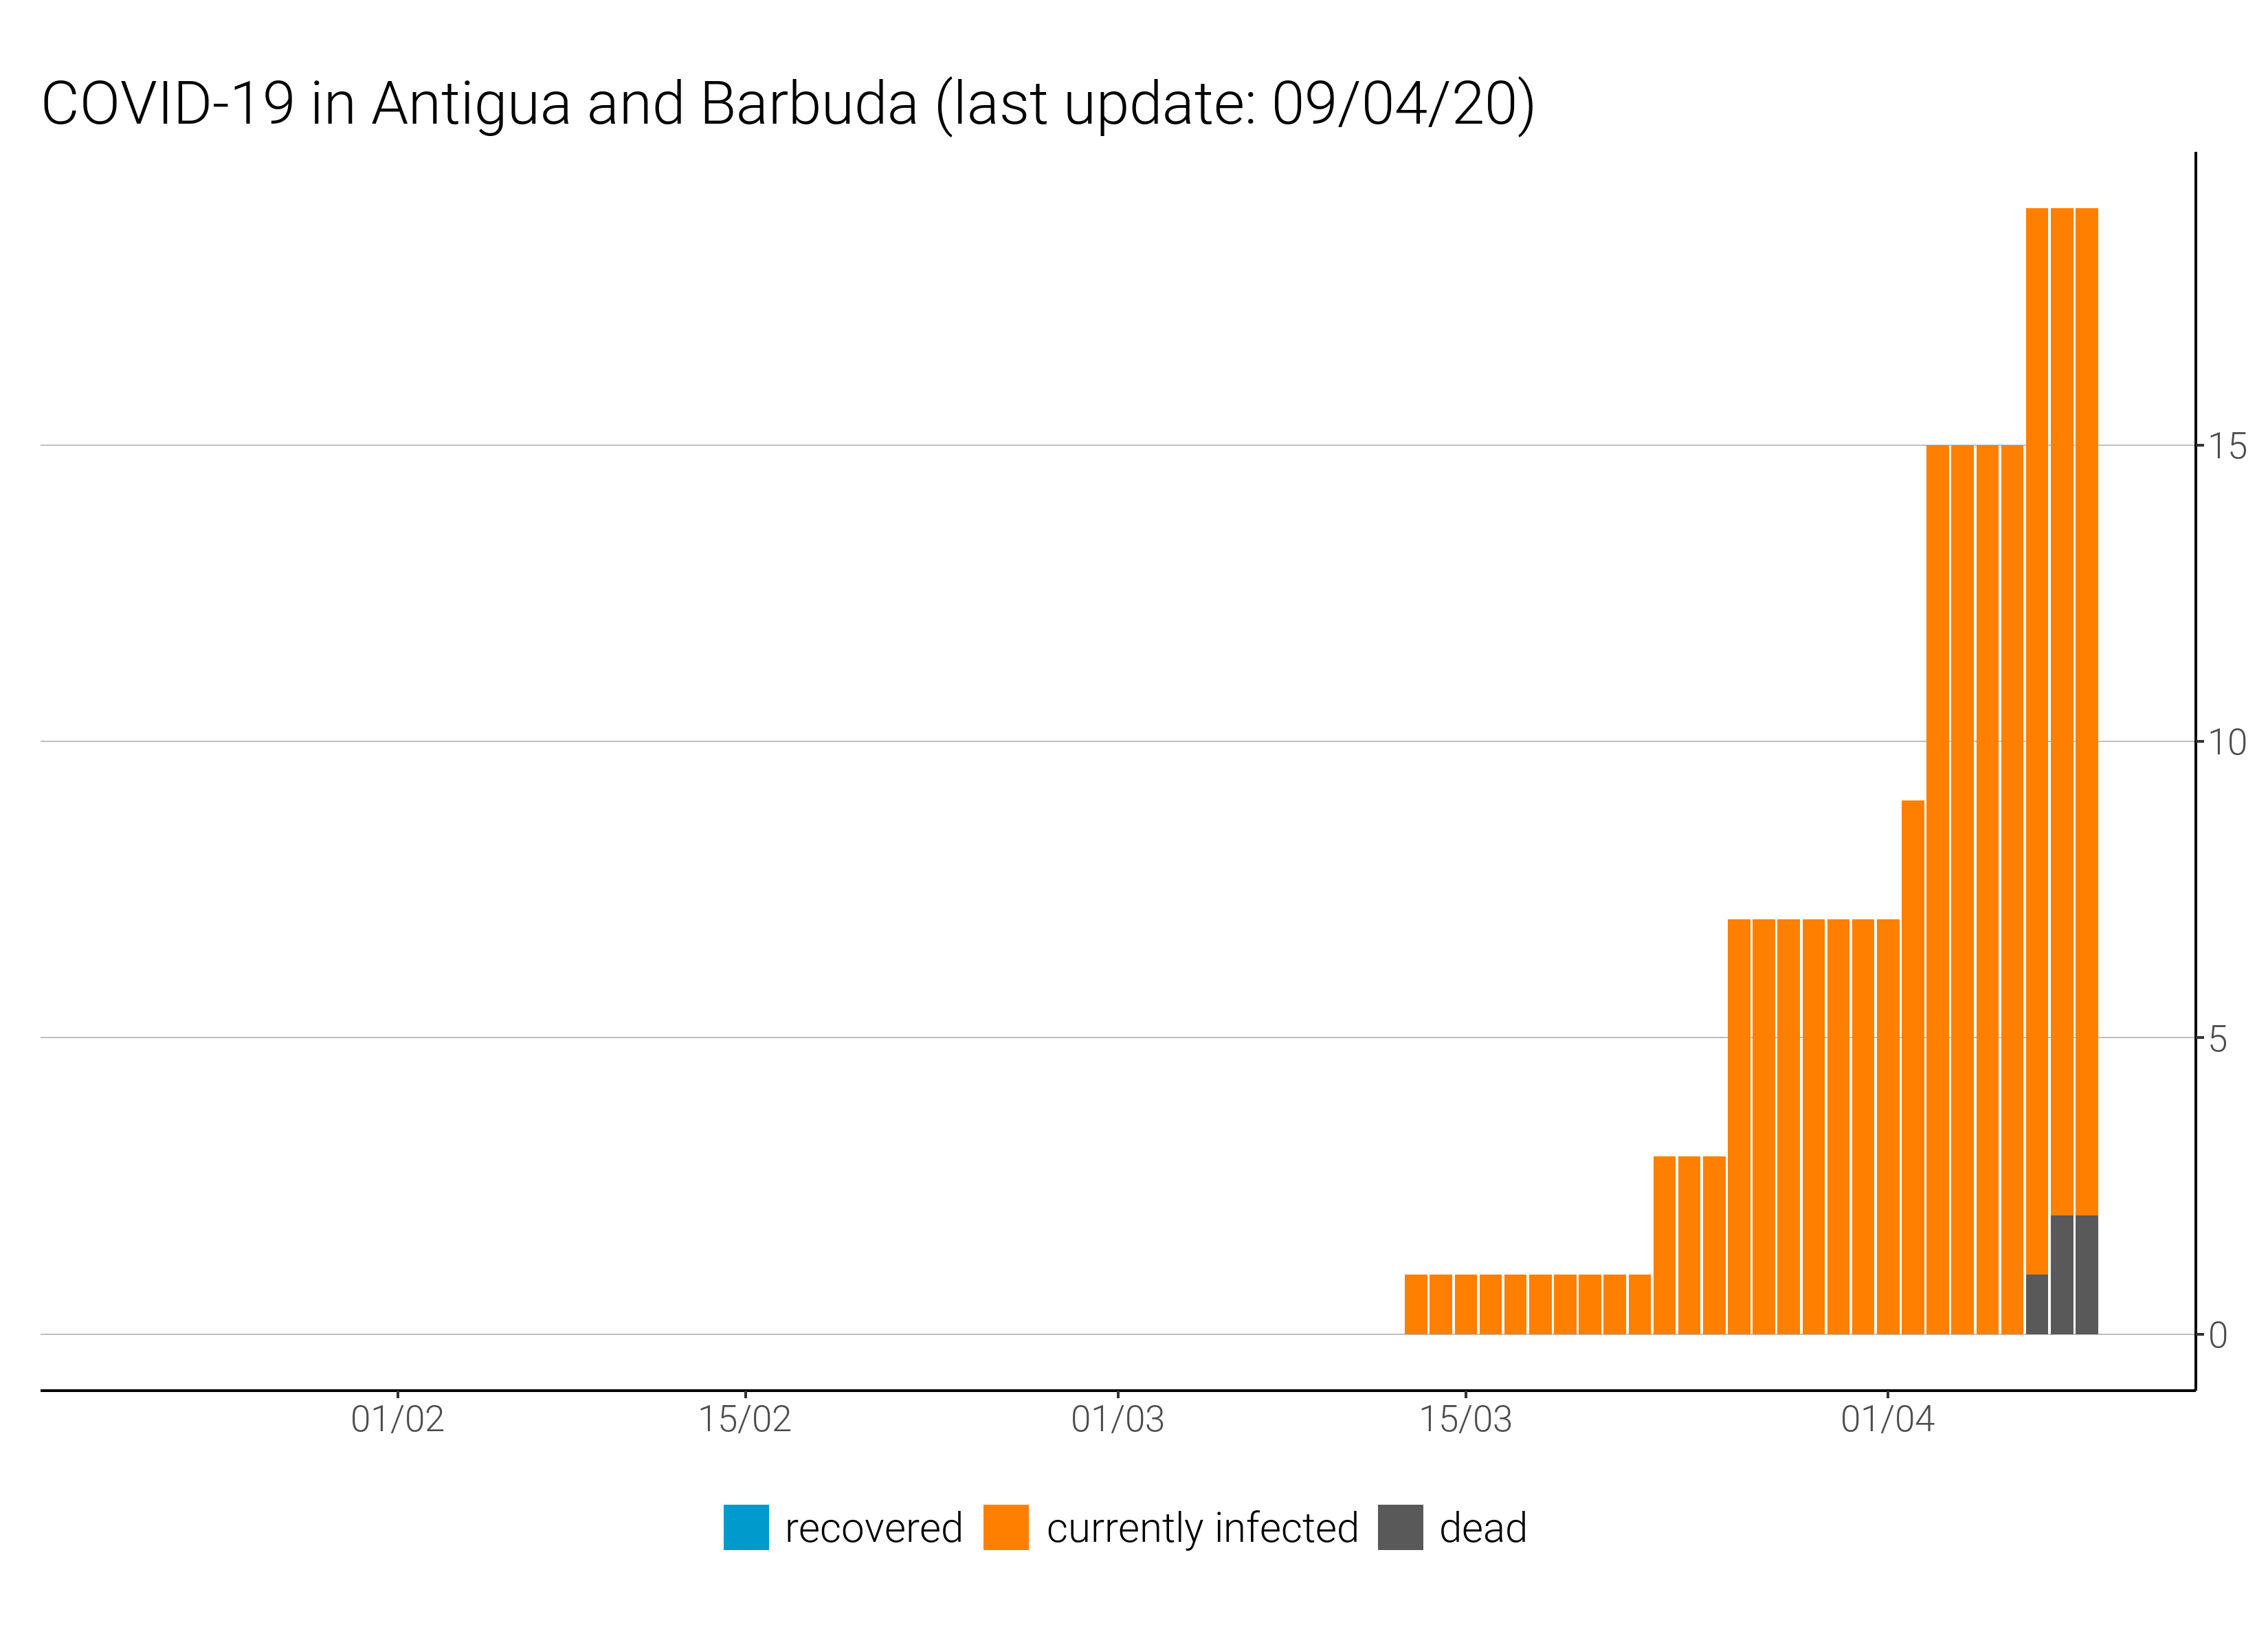 COVID-19 in Antigua and Barbuda (last update: 09/04/20)
15
10
5
0
01/02 15/02 01/03 15/03 01/04
recovered currently infected dead